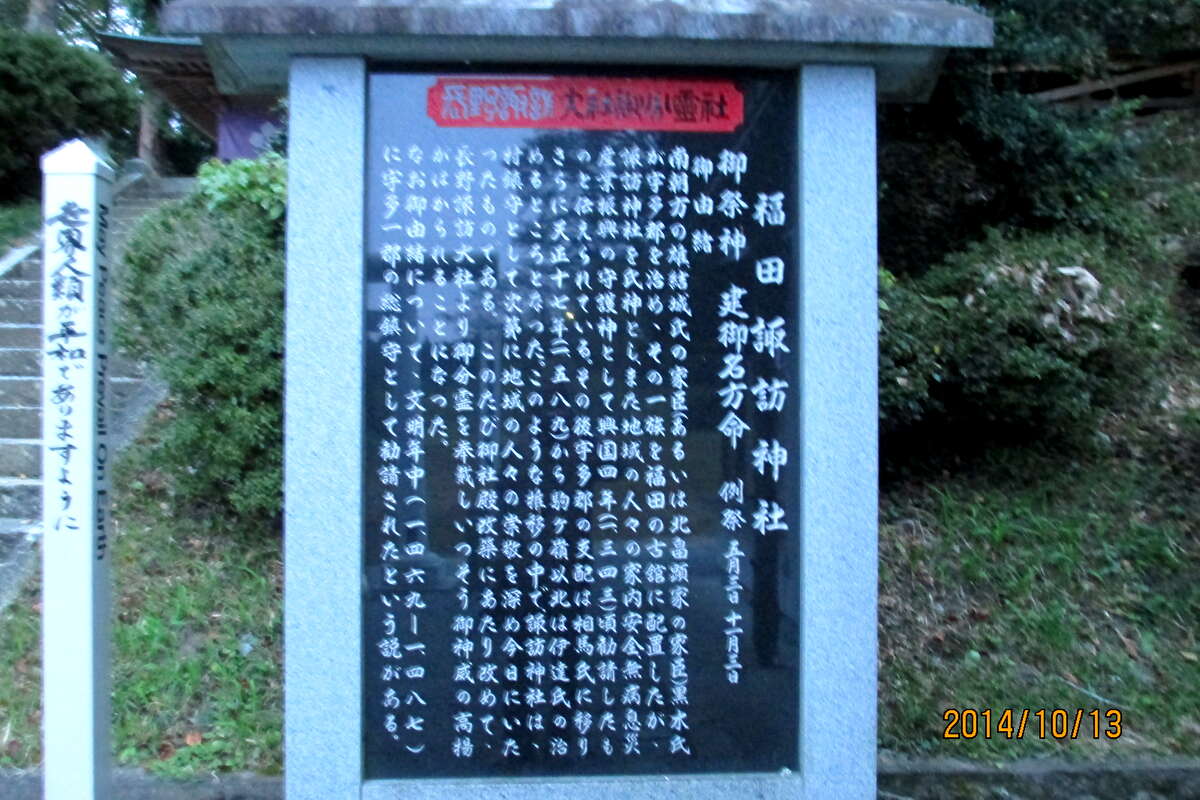 長野諏訪大社御分霊社
福田諏訪神社
御祭神 建御名方命 例祭 五月三日 十一月三日
御由緒
南朝方の雄結城氏の家臣(あるいは北畠顕家の家臣)黒木氏
が宇多郡を治め、その一族を福田の古館に配置したが、
諏訪神社を氏神としまた地域の人々の家内安全、無病息災
産業振興の守護神として興国四年(一三四三)頃勧請したも
のと伝えられている。その後宇多郡の支配は相馬氏に移り
さらに天正十七年(一五八九)から駒ケ嶺以北は伊達氏の治
めるところとなった。このような推移の中で諏訪神社は、
村鎮守として次第に地域の人々の崇敬を深め今日にいた
ったものである。このたび御社殿改築にあたり改めて、
長野諏訪大社より御分霊を奉戴しいっそう御神威の高揚
がはかられることになった。
なお御由緒について、文明年中(一四六九ー一四八七)
に宇多一郡の総鎮守として勧請されたという説がある。
世界人類が平和でありますように
May Peace Prevail On Earth
2014/10/13